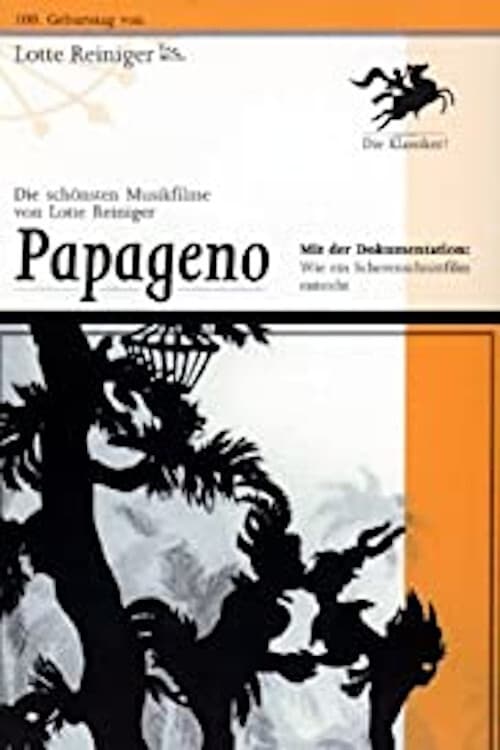 100. Geburtstag von
Lotte Reiniger
Die Klassiker!
Die schönsten Musikfilme
von Lotte Reiniger
Papageno
Mit der Dokumentation:
Wie ein Scherenschnittfilm
entsteht